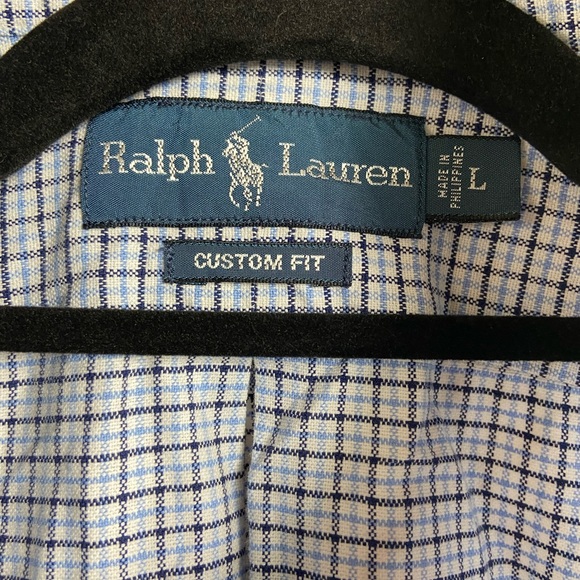 Ralph Lauren
MADE IN
PHILIPPINES
L
CUSTOM FIT